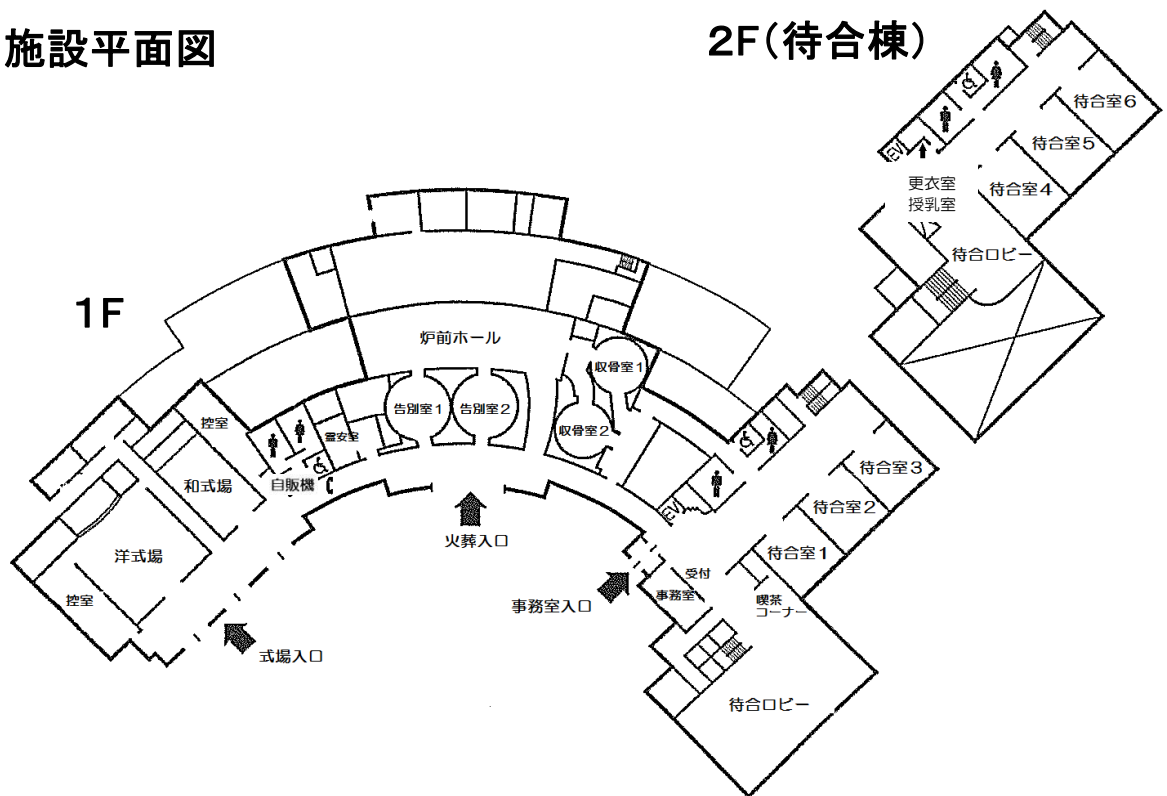 施設平面図
2F(待合棟)
待合室6
待合室5
待合室4
EV
更衣室
授乳室
待合ロビー
1F
炉前ホール
収骨室1
告別室1
告別室2
収骨室2
控室
霊安室
和式場
自販機
洋式場
控室
火葬入口
式場入口
事務室入口
EV
待合室3
待合室2
待合室1
受付
事務室
喫茶
コーナー
待合ロビー